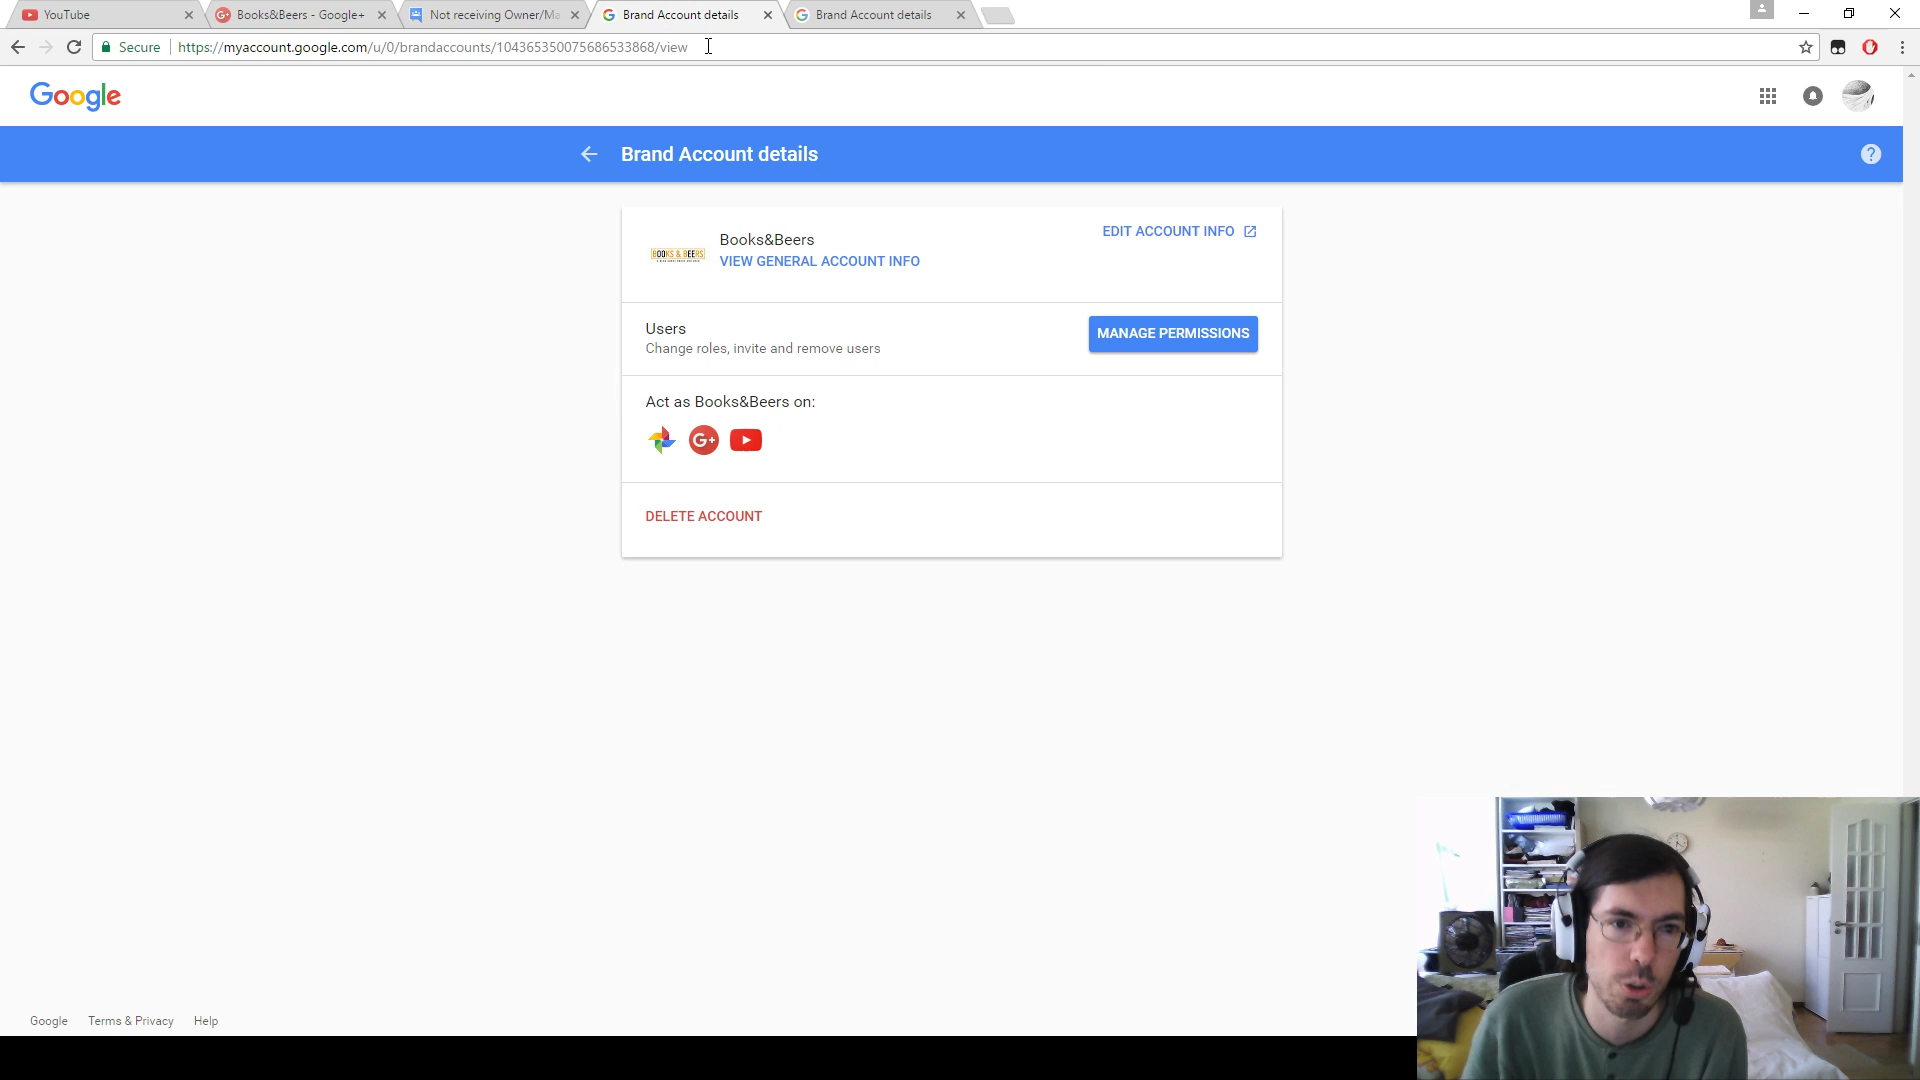 YouTube
Books&Beers - Google+
Not receiving Owner/Ma
Brand Account details
Brand Account details
Secure
https://myaccount.google.com/u/0/brandaccounts/104365350075686533868/view
Google
Brand Account details
BOOKS & BEERS
Books&Beers
VIEW GENERAL ACCOUNT INFO
EDIT ACCOUNT INFO
Users
Change roles, invite and remove users
MANAGE PERMISSIONS
Act as Books&Beers on:
G+
DELETE ACCOUNT
Google
Terms & Privacy
Help